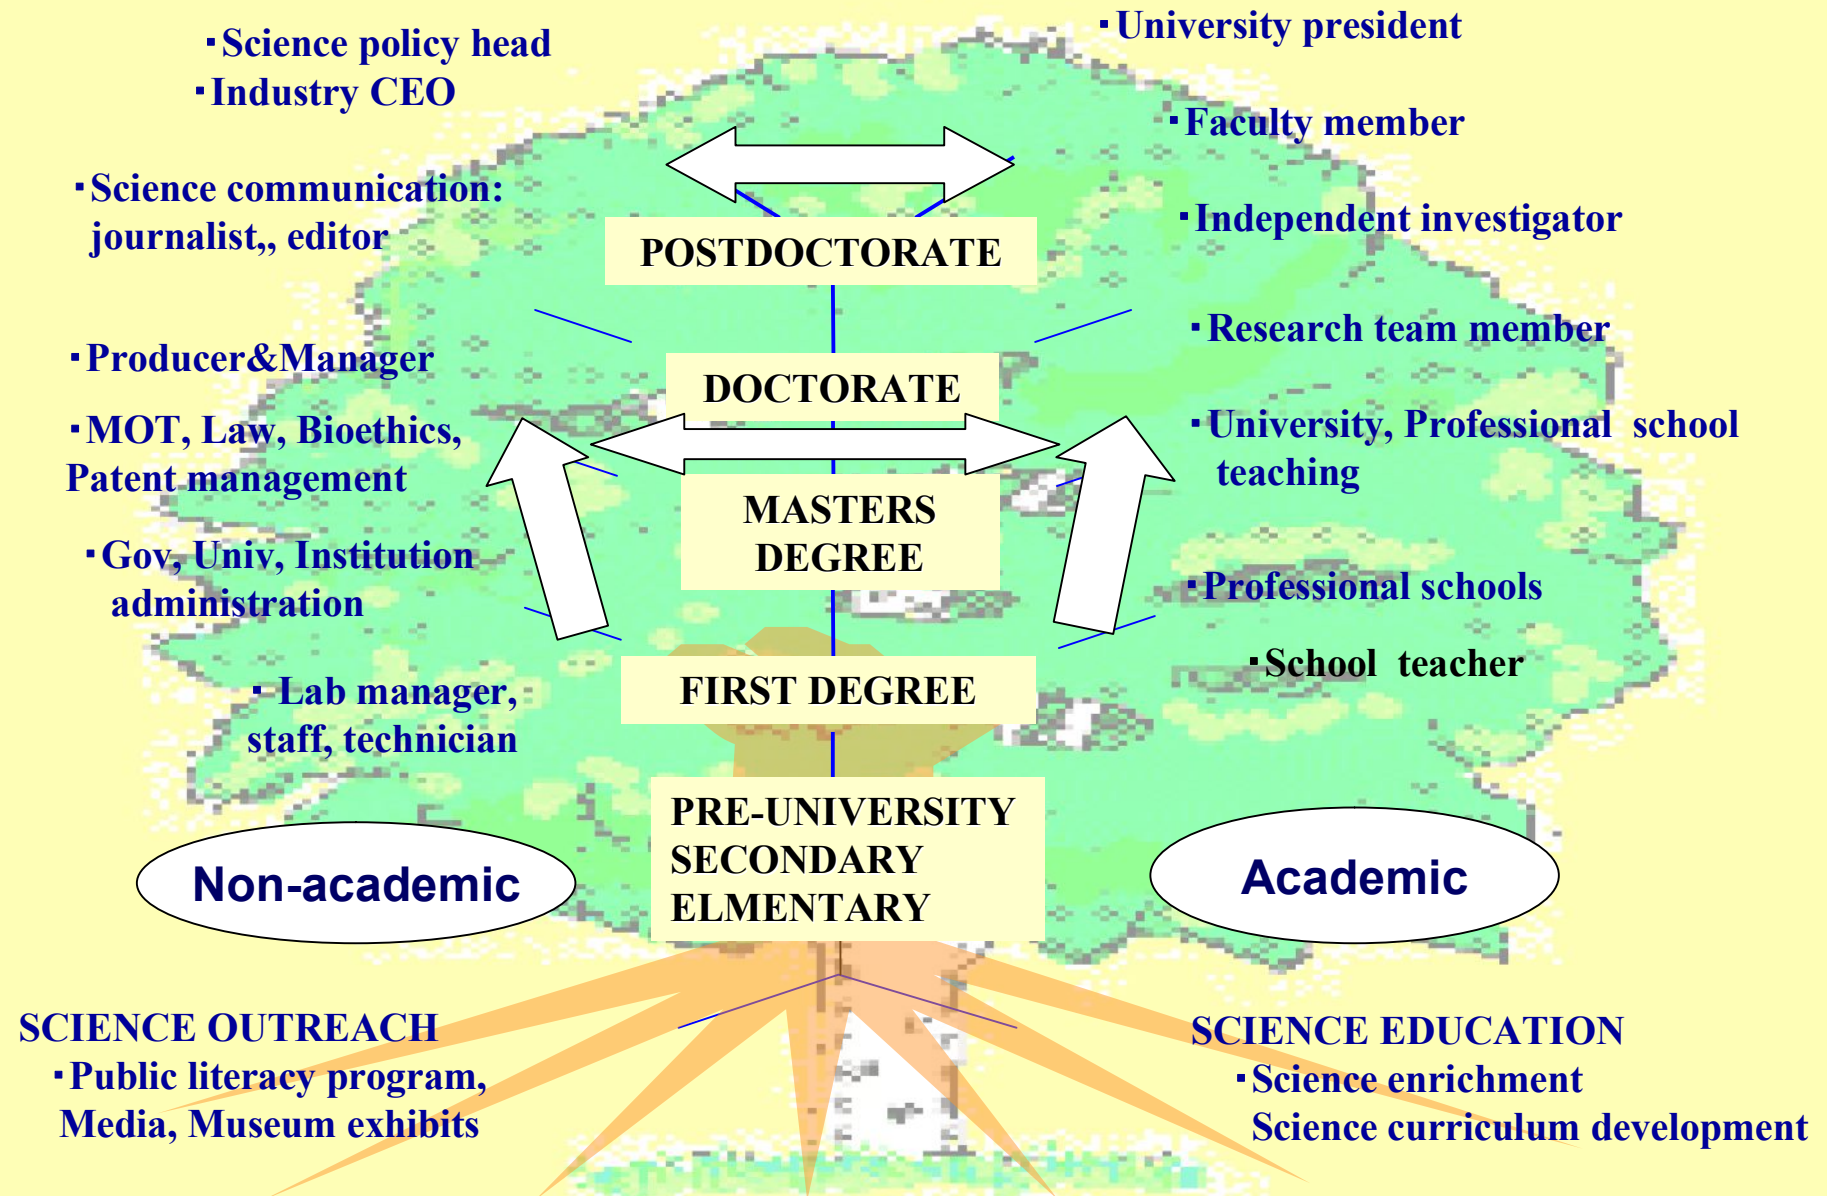 ▪Science policy head
▪Industry CEO
▪University president
▪Faculty member
▪Science communication:
journalist,, editor
▪Independent investigator
POSTDOCTORATE
▪Research team member
▪Producer&Manager
DOCTORATE
▪MOT, Law, Bioethics,
Patent management
▪University, Professional school
teaching
MASTERS
DEGREE
▪Gov, Univ, Institution
administration
▪Professional schools
▪School teacher
FIRST DEGREE
▪Lab manager,
staff, technician
PRE-UNIVERSITY
SECONDARY
ELMENTARY
Non-academic
Academic
SCIENCE OUTREACH
▪Public literacy program,
Media, Museum exhibits
SCIENCE EDUCATION
▪Science enrichment
Science curriculum development